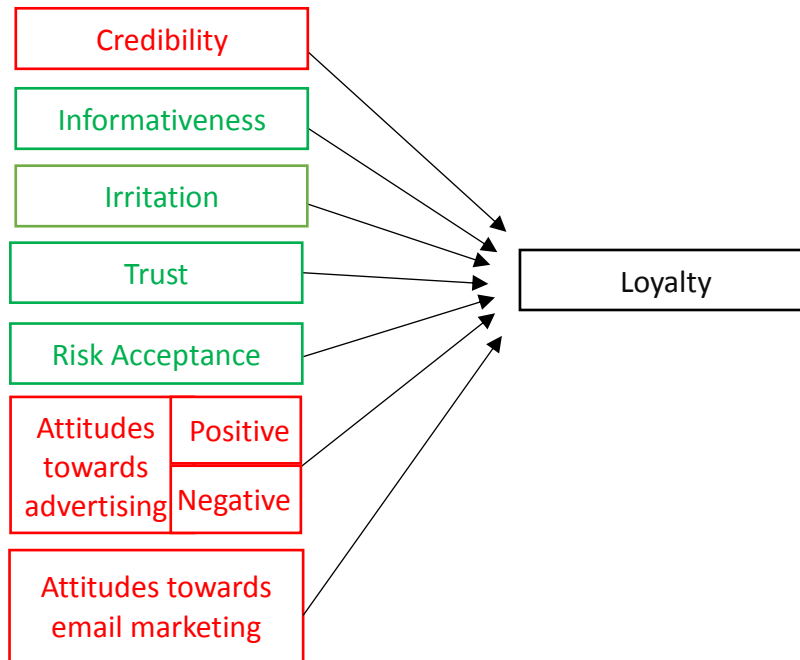 Credibility
Informativeness
Irritation
Trust
Risk Acceptance
Attitudes
towards
advertising
Positive
Negative
Attitudes towards
email marketing
Loyalty